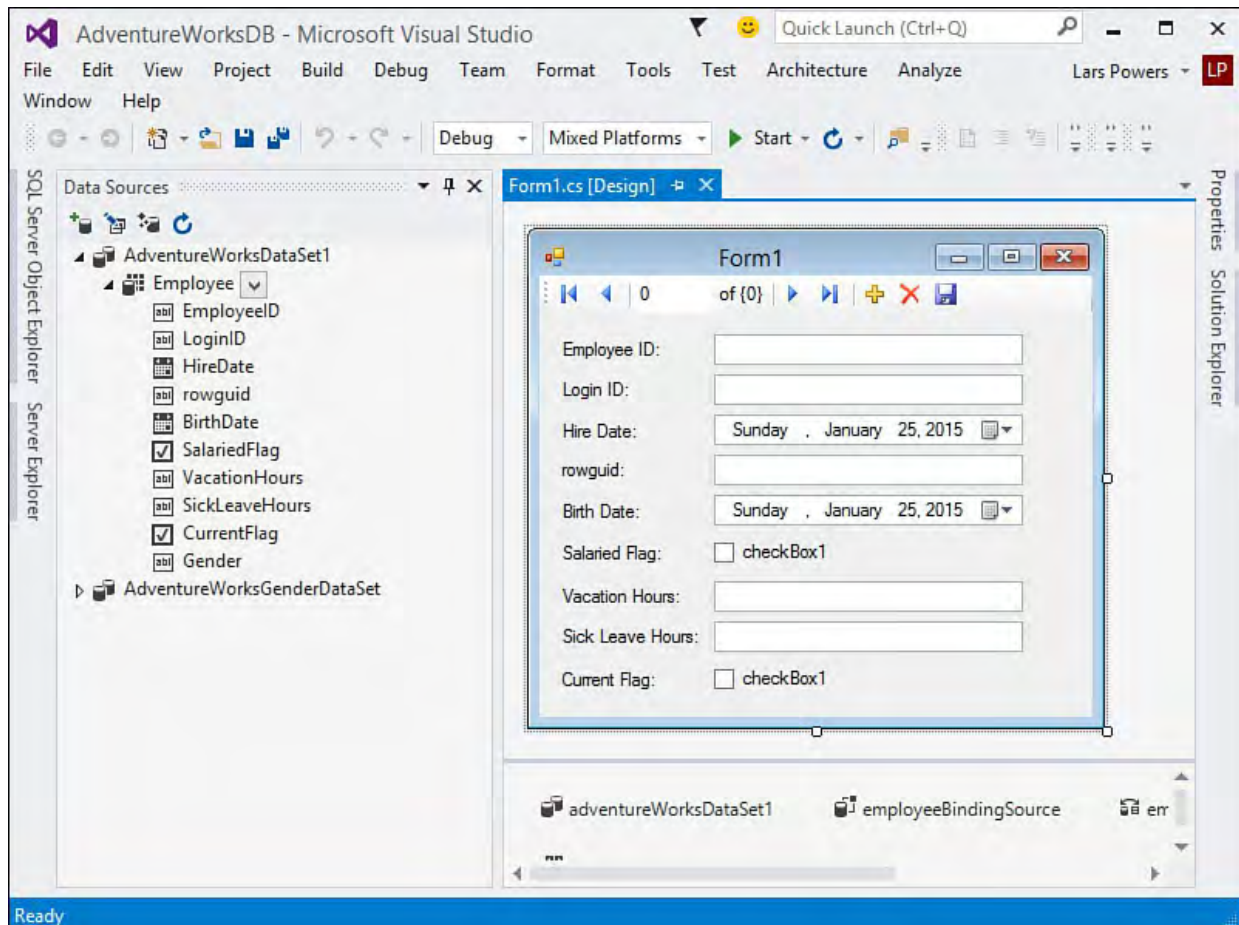 AdventureWorksDB - Microsoft Visual Studio
Quick Launch (Ctrl+Q)
File Edit View Project Build Debug Team Format Tools Test Architecture Analyze
Lars Powers LP
Window Help
Debug Mixed Platforms Start
SQL Server Object Explorer
Server Explorer
Data Sources
AdventureWorksDataSet1
Employee
EmployeeID
LoginID
HireDate
rowguid
BirthDate
SalariedFlag
VacationHours
SickLeaveHours
CurrentFlag
Gender
AdventureWorksGenderDataSet
Form1.cs [Design]
Form1
0 of {0}
Employee ID:
Login ID:
Hire Date: Sunday , January 25, 2015
rowguid:
Birth Date: Sunday , January 25, 2015
Salaried Flag: checkBox1
Vacation Hours:
Sick Leave Hours:
Current Flag: checkBox1
adventureWorksDataSet1 employeeBindingSource em
Properties
Solution Explorer
Ready